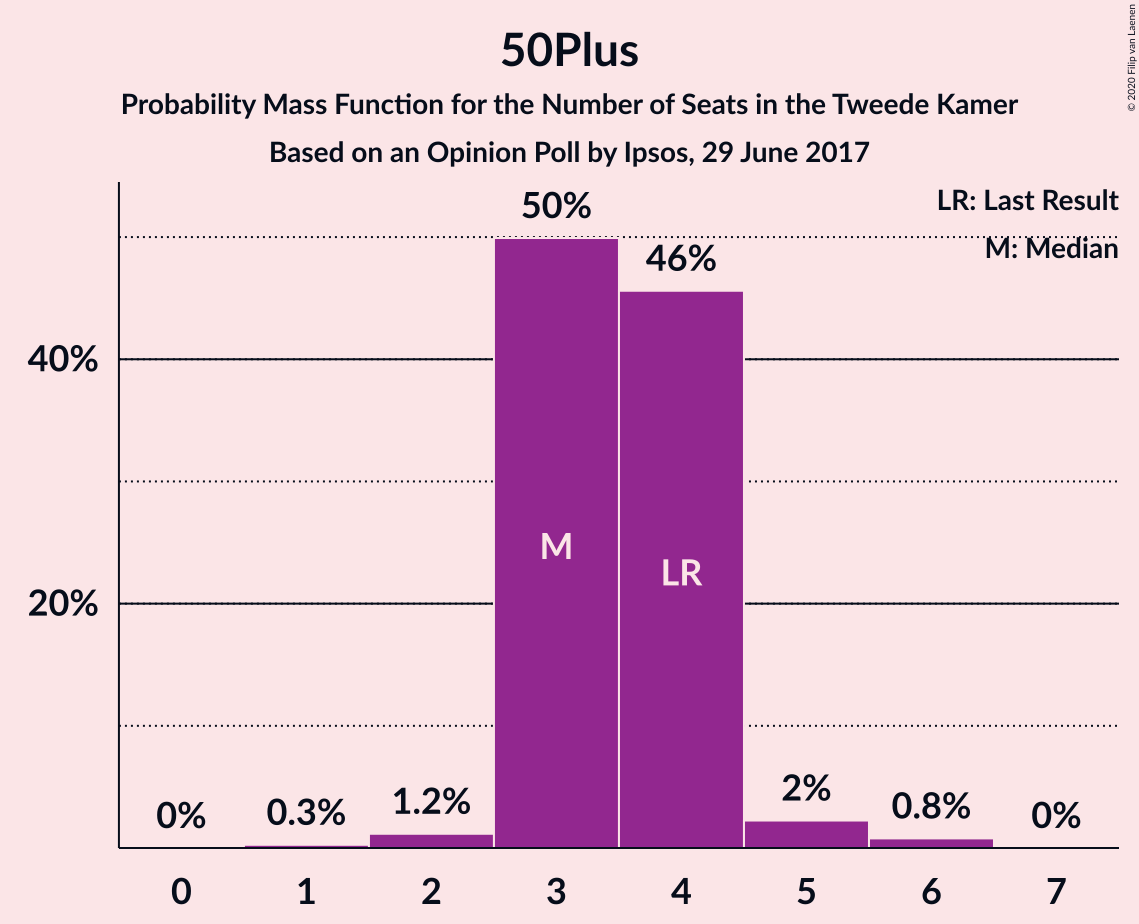 50Plus
Probability Mass Function for the Number of Seats in the Tweede Kamer
Based on an Opinion Poll by Ipsos, 29 June 2017
© 2020 Filip van Laenen
LR: Last Result
M: Median
50%
46%
40%
20%
M
LR
0%
0.3%
1.2%
2%
0.8%
0%
0 1 2 3 4 5 6 7